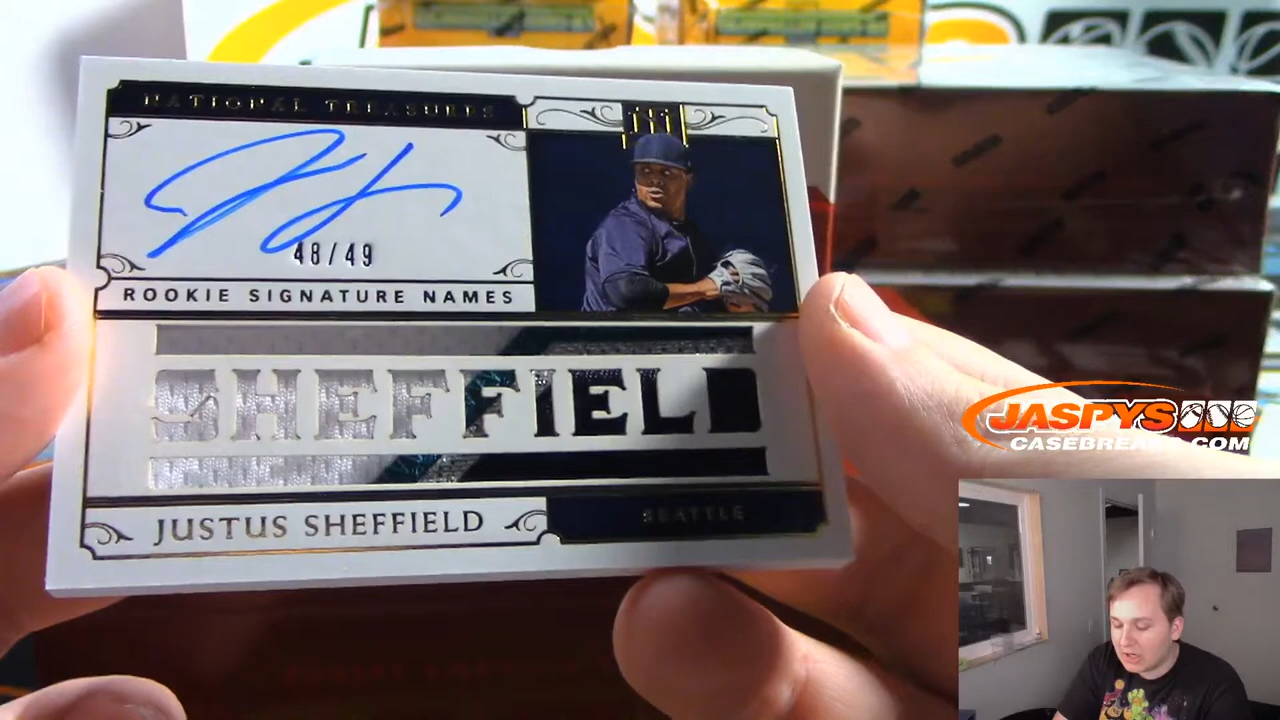 NATIONAL TREASURES
48/49
ROOKIE SIGNATURE NAMES
SHEFFIELD
JUSTUS SHEFFIELD
SEATTLE
JASPYS
CASEBREAKS.COM